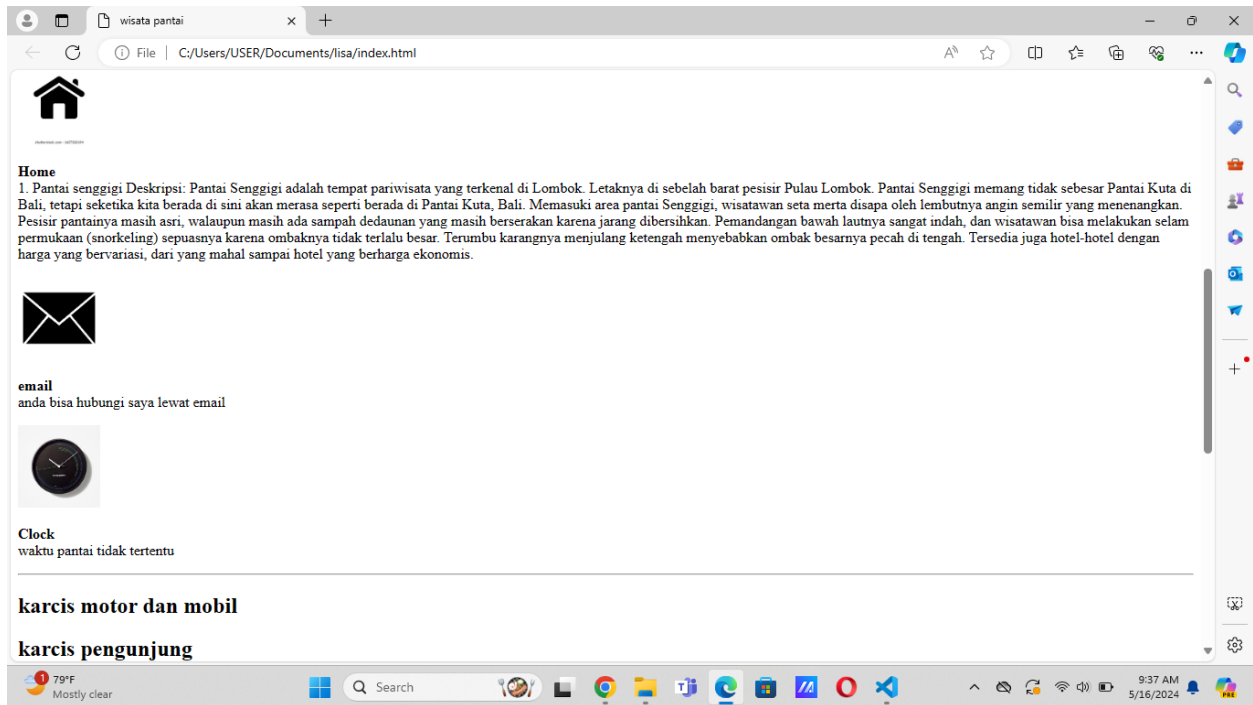 wisata pantai
File
C:/Users/USER/Documents/lisa/index.html
Home
1. Pantai senggigi Deskripsi: Pantai Senggigi adalah tempat pariwisata yang terkenal di Lombok. Letaknya di sebelah barat pesisir Pulau Lombok. Pantai Senggigi memang tidak sebesar Pantai Kuta di
Bali, tetapi seketika kita berada di sini akan merasa seperti berada di Pantai Kuta, Bali. Memasuki area pantai Senggigi, wisatawan seta merta disapa oleh lembutnya angin semilir yang menenangkan.
Pesisir pantainya masih asri, walaupun masih ada sampah dedaunan yang masih berserakan karena jarang dibersihkan. Pemandangan bawah lautnya sangat indah, dan wisatawan bisa melakukan selam
permukaan (snorkeling) sepuasnya karena ombaknya tidak terlalu besar. Terumbu karangnya menjulang ketengah menyebabkan ombak besarnya pecah di tengah. Tersedia juga hotel-hotel dengan
harga yang bervariasi, dari yang mahal sampai hotel yang berharga ekonomis.
email
anda bisa hubungi saya lewat email
Clock
waktu pantai tidak tertentu
karcis motor dan mobil
karcis pengunjung
1
79°F
Mostly clear
Search
9:37 AM
5/16/2024
PRE